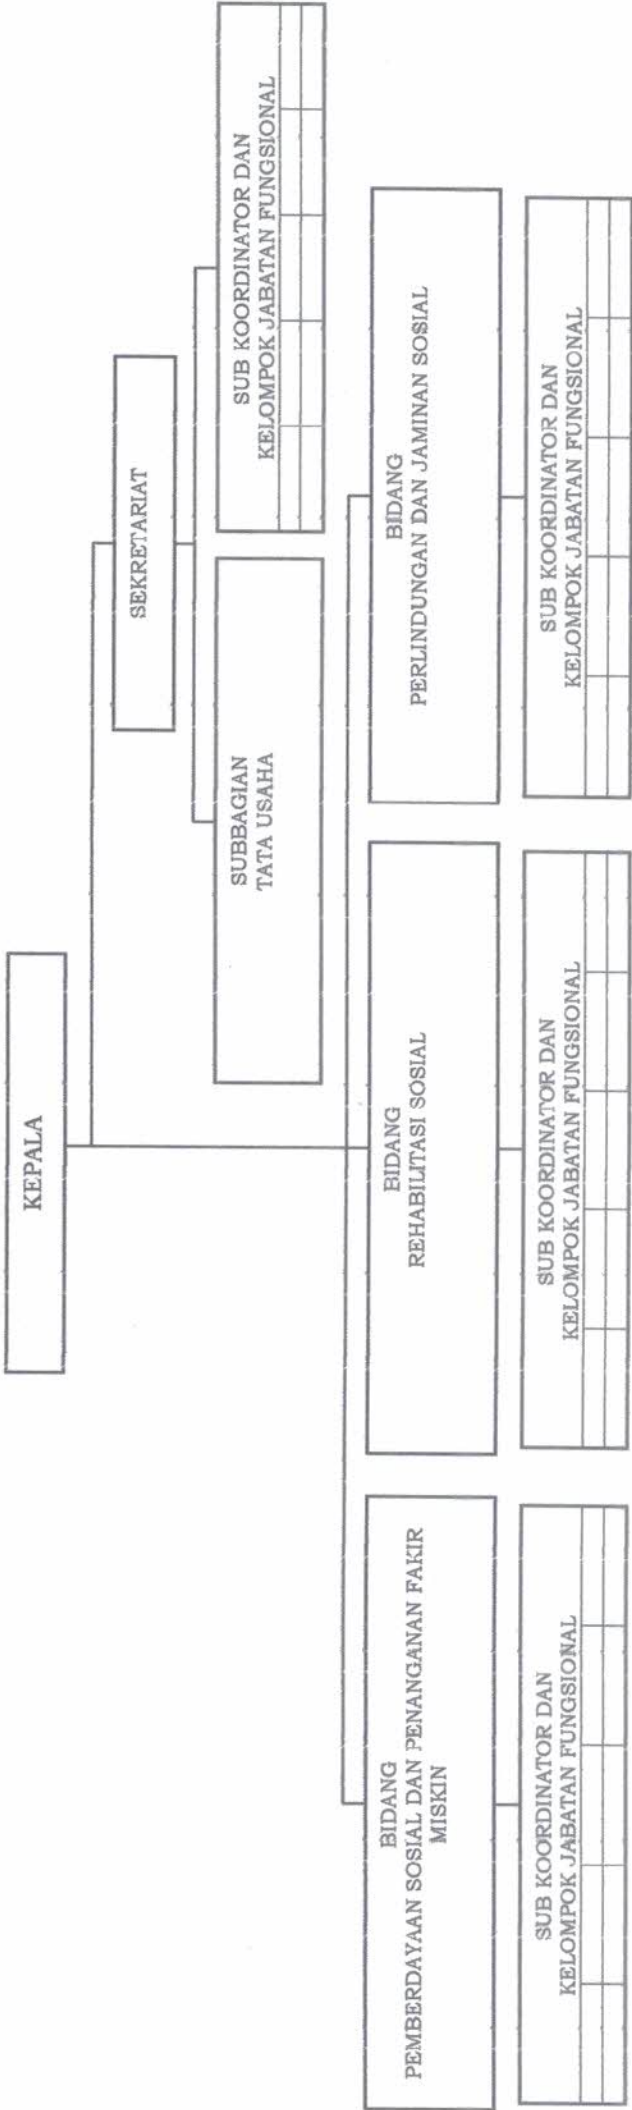 KEPALA
SEKRETARIAT
SUBBAGIAN
TATA USAHA
SUB KOORDINATOR DAN
KELOMPOK JABATAN FUNGSIONAL
BIDANG
PEMBERDAYAAN SOSIAL DAN PENANGANAN FAKIR
MISKIN
BIDANG
REHABILITASI SOSIAL
BIDANG
PERLINDUNGAN DAN JAMINAN SOSIAL
SUB KOORDINATOR DAN
KELOMPOK JABATAN FUNGSIONAL
SUB KOORDINATOR DAN
KELOMPOK JABATAN FUNGSIONAL
SUB KOORDINATOR DAN
KELOMPOK JABATAN FUNGSIONAL